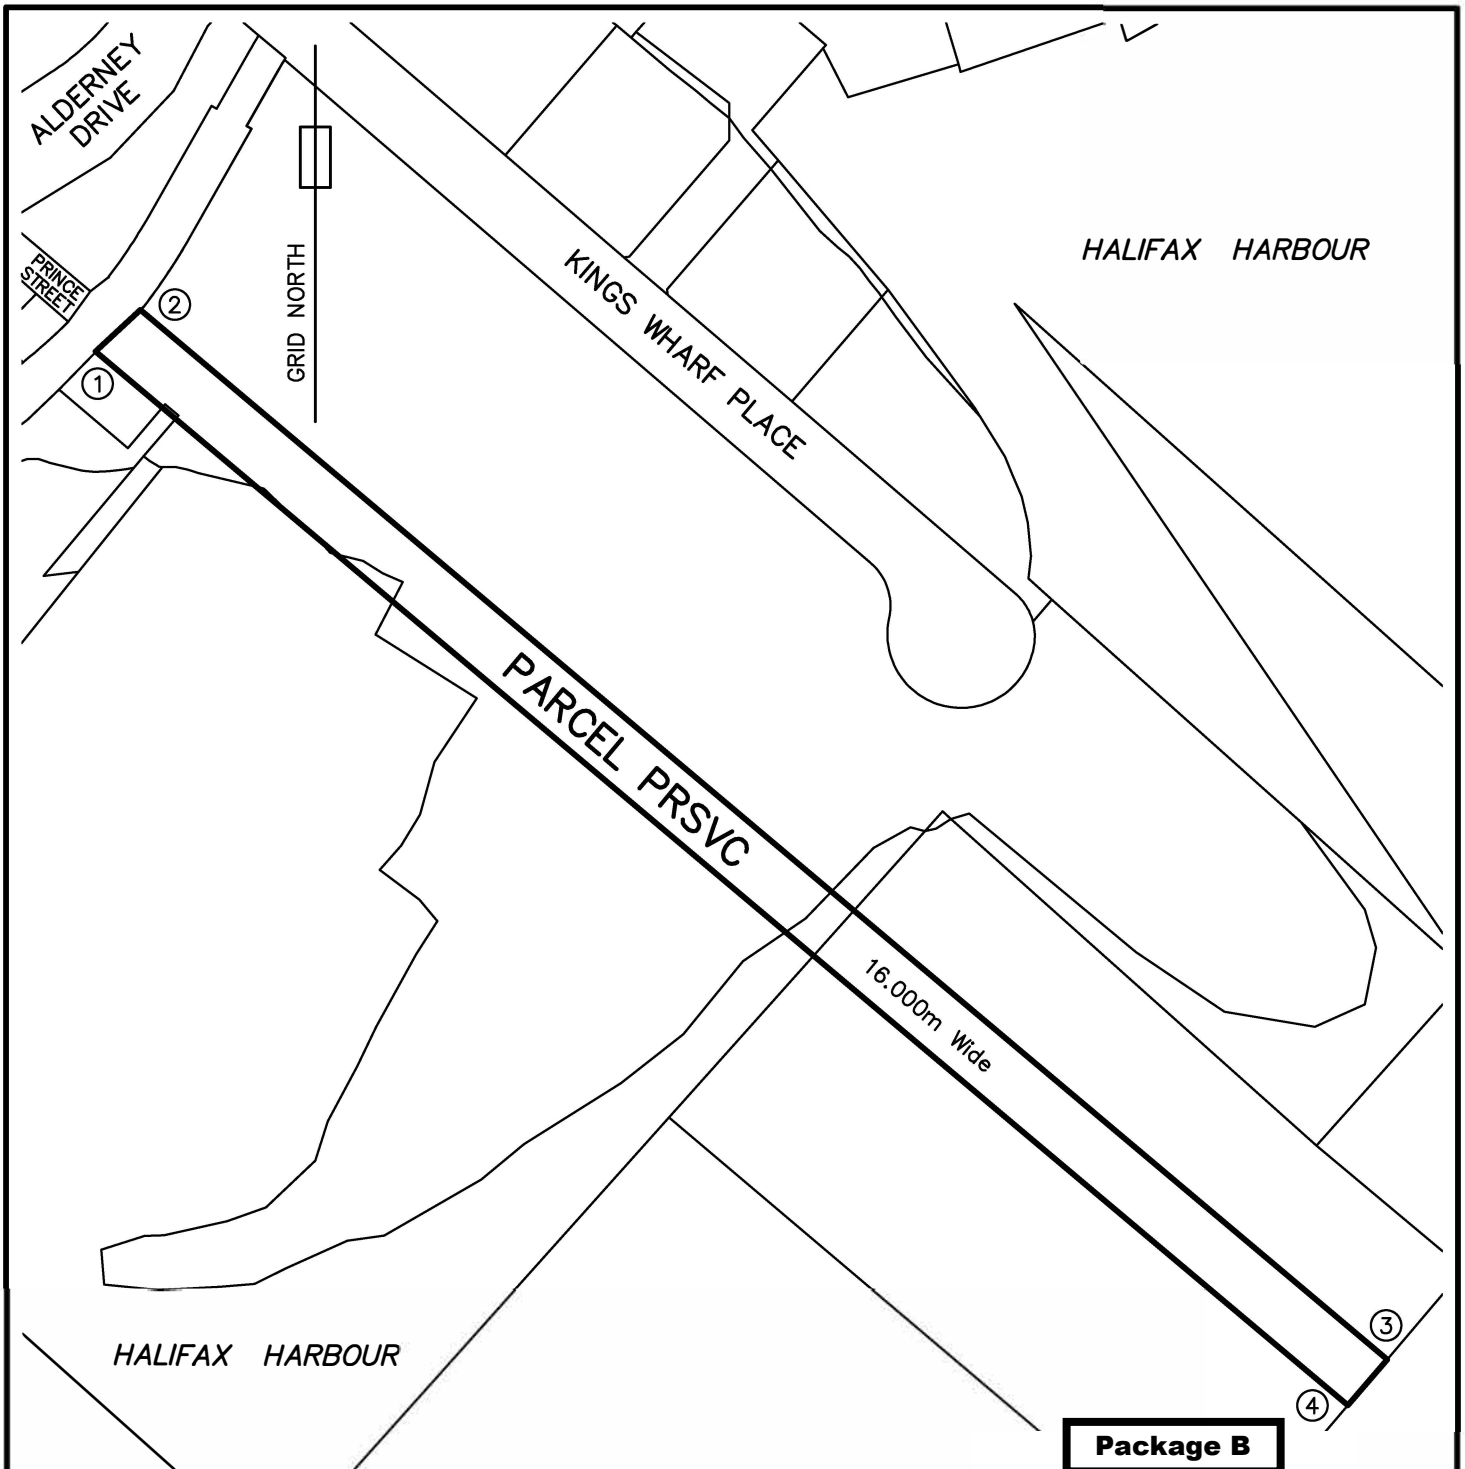 ALDERNEY
DRIVE
HALIFAX HARBOUR
PRINCE
STREET
GRID NORTH
KINGS WHARF PLACE
2
1
PARCEL PRSVC
16.000m Wide
3
HALIFAX HARBOUR
4
Package B